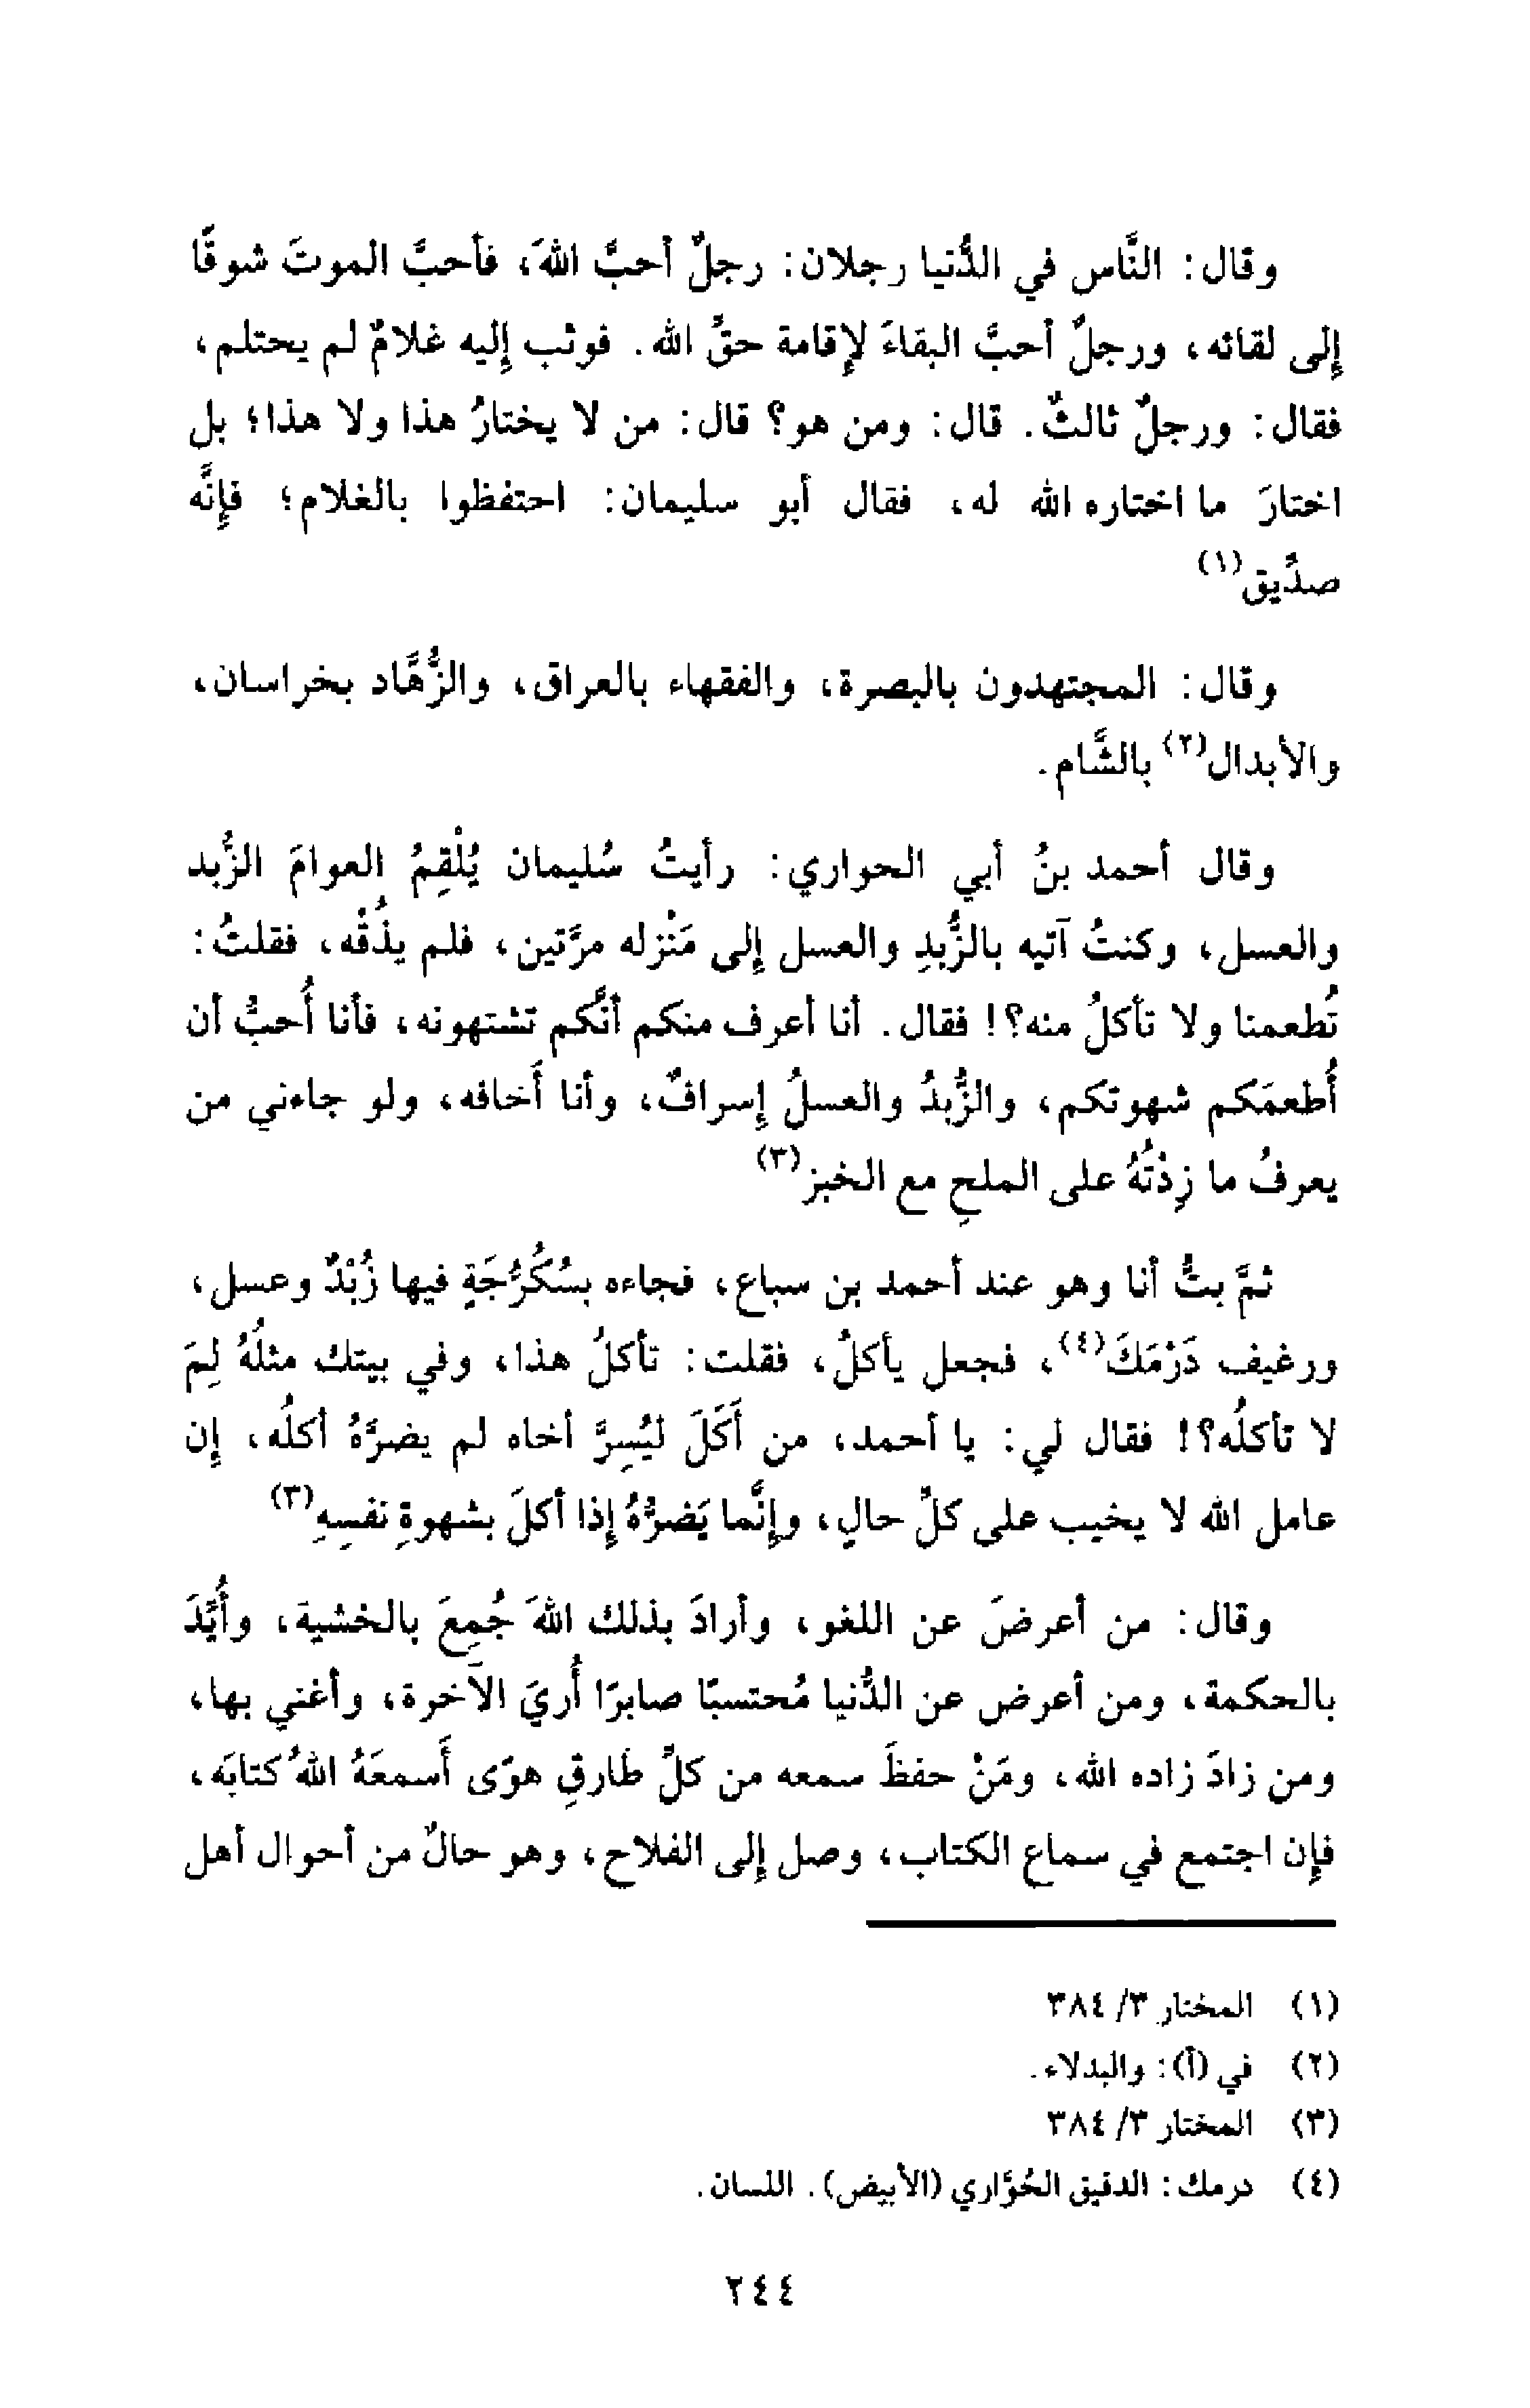 وقال: النَّاس في الدُّنيا رجلان: رجلٌ أحبَّ اللهَ، فأحبَّ الموتَ شوقًا
إلى لقائه، ورجلٌ أحبَّ البقاءَ لإقامة حقِّ الله. فوثب إليه غلامٌ لم يحتلم،
فقال: ورجلٌ ثالثٌ. قال: ومن هو؟ قال: من لا يختارُ هذا ولا هذا؛ بل
اختارَ ما اختاره الله له، فقال أبو سليمان: احتفظوا بالغلام؛ فإنَّه
صدِّيق(١)
وقال: المجتهدون بالبصرة، والفقهاء بالعراق، والزُّهَّاد بخراسان،
والأبدال(٢) بالشَّام.
وقال أحمد بنُ أبي الحواري: رأيتُ سُليمان يُلْقِمُ العوامَ الزُّبد
والعسل، وكنتُ آتيه بالزُّبدِ والعسل إلى مَنْزله مرَّتين، فلم يذُقْه، فقلتُ:
تُطعمنا ولا تأكلُ منه؟! فقال. أنا أعرف منكم أنَّكم تشتهونه، فأنا أُحبُّ أن
أُطعمَكم شهوتكم، والزُّبدُ والعسلُ إسرافٌ، وأنا أَخافه، ولو جاءني من
يعرفُ ما زِدْتُهُ على الملحِ مع الخبز(٣)
ثمَّ بتُّ أنا وهو عند أحمد بن سباع، فجاءه بسُكُرَّجَةٍ فيها زُبْدٌ وعسل،
ورغيف دَرْمَكَ(٤)، فجعل يأكلُ، فقلت: تأكلُ هذا، وفي بيتك مثلُهُ لِمَ
لا تأكلُه؟! فقال لي: يا أحمد، من أَكَلَ ليُسِرَّ أخاه لم يضرَّهُ أكلُه، إن
عامل الله لا يخيب على كلِّ حالٍ، وإنَّما يَضرُّهُ إذا أكلَ بشهوةِ نفسِهِ(٣)
وقال: من أعرضَ عن اللغو، وأرادَ بذلك اللهَ جُمِعَ بالخشية، وأُيِّدَ
بالحكمة، ومن أعرض عن الدُّنيا مُحتسبًا صابرًا أُريَ الآخرة، وأغني بها،
ومن زادَ زاده الله، ومَنْ حفظَ سمعه من كلِّ طارقِ هوًى أَسمعَهُ اللهُ كتابَه،
فإن اجتمع في سماع الكتاب، وصل إلى الفلاح، وهو حالٌ من أحوال أهل
(١) المختار ٣/ ٣٨٤
(٢) في (أ): والبدلاء.
(٣) المختار ٣/ ٣٨٤
(٤) درمك: الدقيق الحُوَّاري (الأبيض). اللسان.
٢٤٤